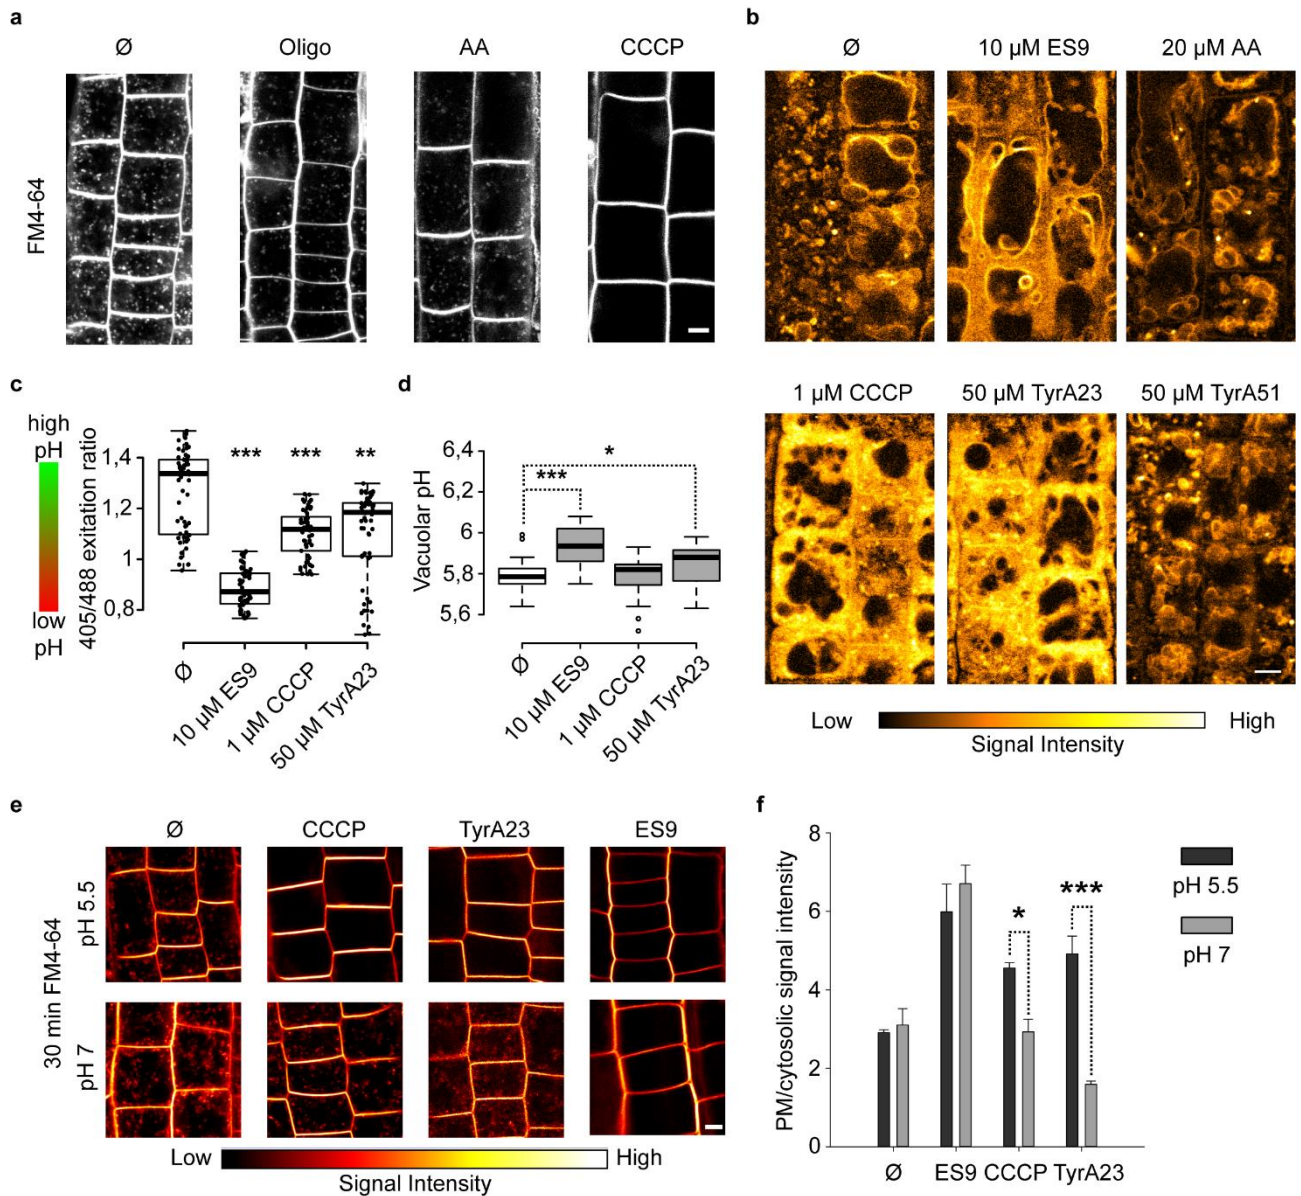 a
Ø Oligo AA CCCP
FM4-64
b
Ø 10 µM ES9 20 µM AA
1 µM CCCP 50 µM TyrA23 50 µM TyrA51
Low High
Signal Intensity
c
high
pH
low
pH
405/488 exitation ratio
1,4
1,2
1
0,8
*** *** **
Ø
10 µM ES9
1 µM CCCP
50 µM TyrA23
d
Vacuolar pH
6,4
6,2
6
5,8
5,6
***
*
Ø
10 µM ES9
1 µM CCCP
50 µM TyrA23
e
Ø CCCP TyrA23 ES9
30 min FM4-64
pH 5.5
pH 7
Low High
Signal Intensity
f
PM/cytosolic signal intensity
8
6
4
2
0
*
***
Ø ES9 CCCP TyrA23
pH 5.5
pH 7